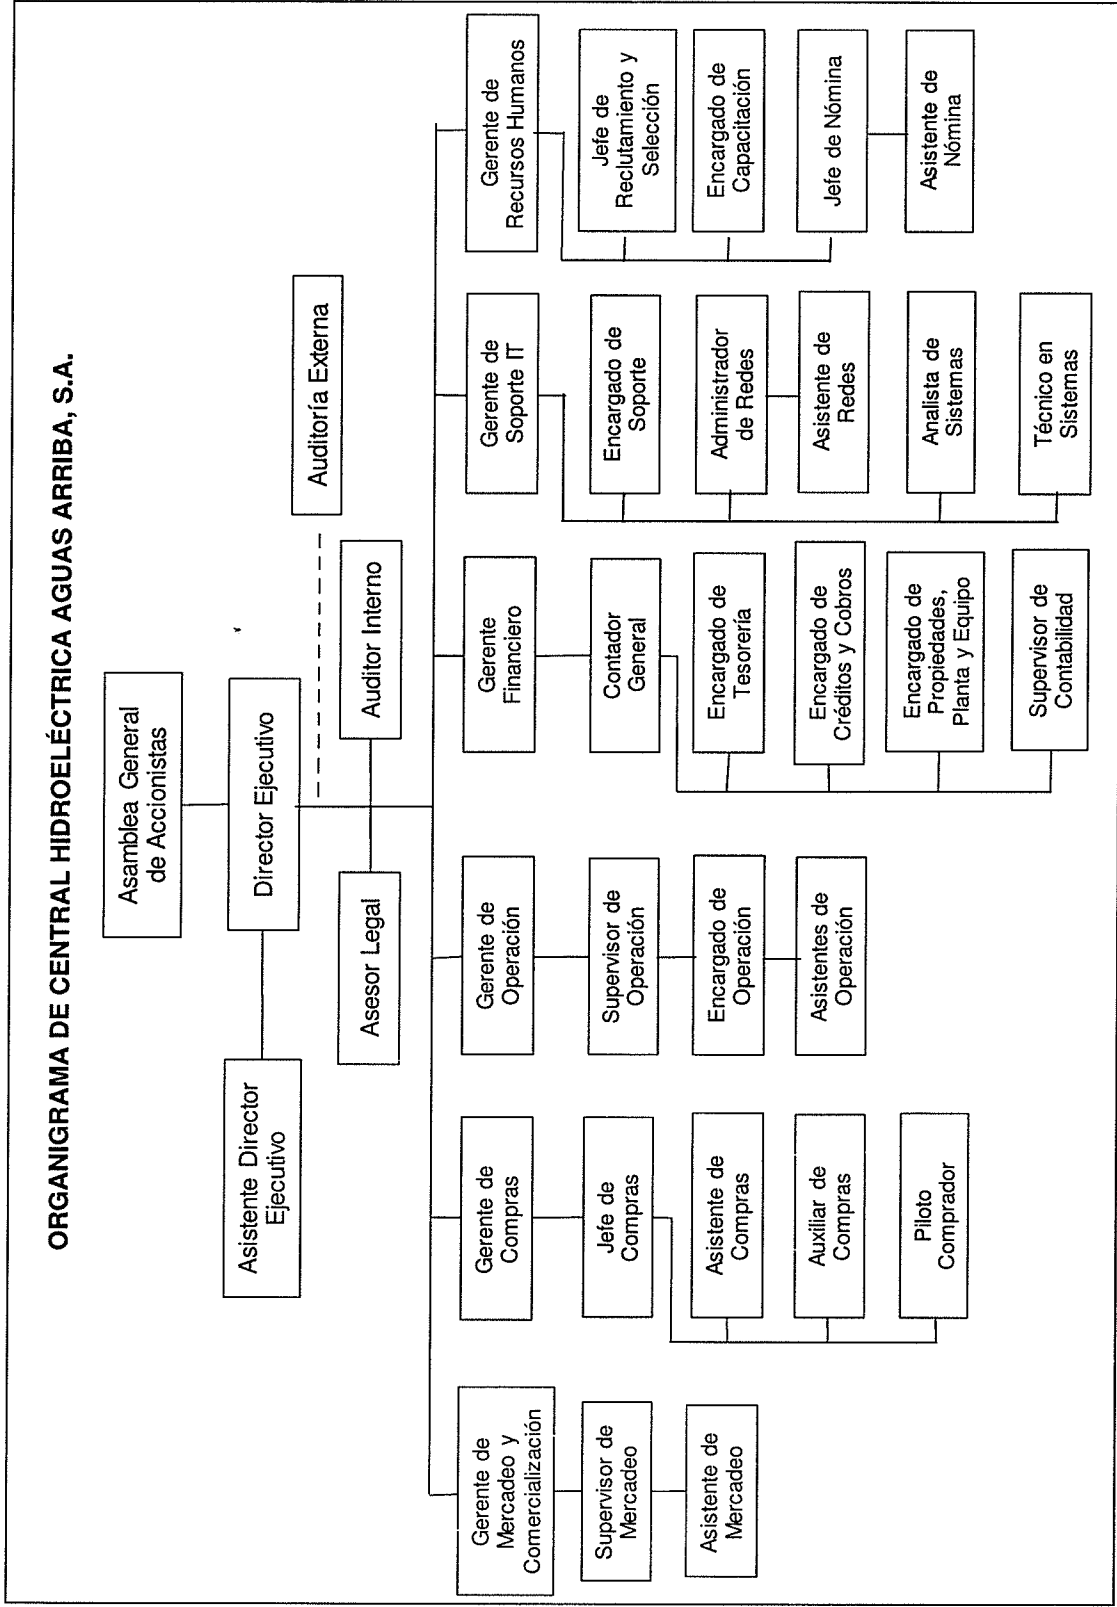 ORGANIGRAMA DE CENTRAL HIDROELÉCTRICA AGUAS ARRIBA, S.A.
Asamblea General
de Accionistas
Asistente Director
Ejecutivo
Director Ejecutivo
Auditoría Externa
Asesor Legal
Auditor Interno
Gerente de
Mercadeo y
Comercialización
Supervisor de
Mercadeo
Asistente de
Mercadeo
Gerente de
Compras
Jefe de
Compras
Asistente de
Compras
Auxiliar de
Compras
Piloto
Comprador
Gerente de
Operación
Supervisor de
Operación
Encargado de
Operación
Asistentes de
Operación
Gerente
Financiero
Contador
General
Encargado de
Tesorería
Encargado de
Créditos y Cobros
Encargado de
Propiedades,
Planta y Equipo
Supervisor de
Contabilidad
Gerente de
Soporte IT
Encargado de
Soporte
Administrador
de Redes
Asistente de
Redes
Analista de
Sistemas
Técnico en
Sistemas
Gerente de
Recursos Humanos
Jefe de
Reclutamiento y
Selección
Encargado de
Capacitación
Jefe de Nómina
Asistente de
Nómina